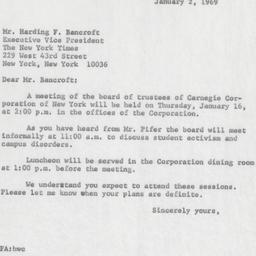 January 2, 1969
Mr. Harding F. Bancroft
Executive Vice President
The New York Times
229 West 43rd Street
New York, New York 10036
Dear Mr. Bancroft:
A meeting of the board of trustees of Carnegie Cor-
poration of New York will be held on Thursday, January 16,
at 2:00 p.m. in the offices of the Corporation.
As you have heard from Mr. Pifer the board will meet
informally at 11:00 a.m. to discuss student activism and
campus disorders.
Luncheon will be served in the Corporation dining room
at 1:00 p.m. before the meeting.
We understand you expect to attend these sessions.
Please let me know when your plans are definite.
Sincerely yours,
FA:hwc